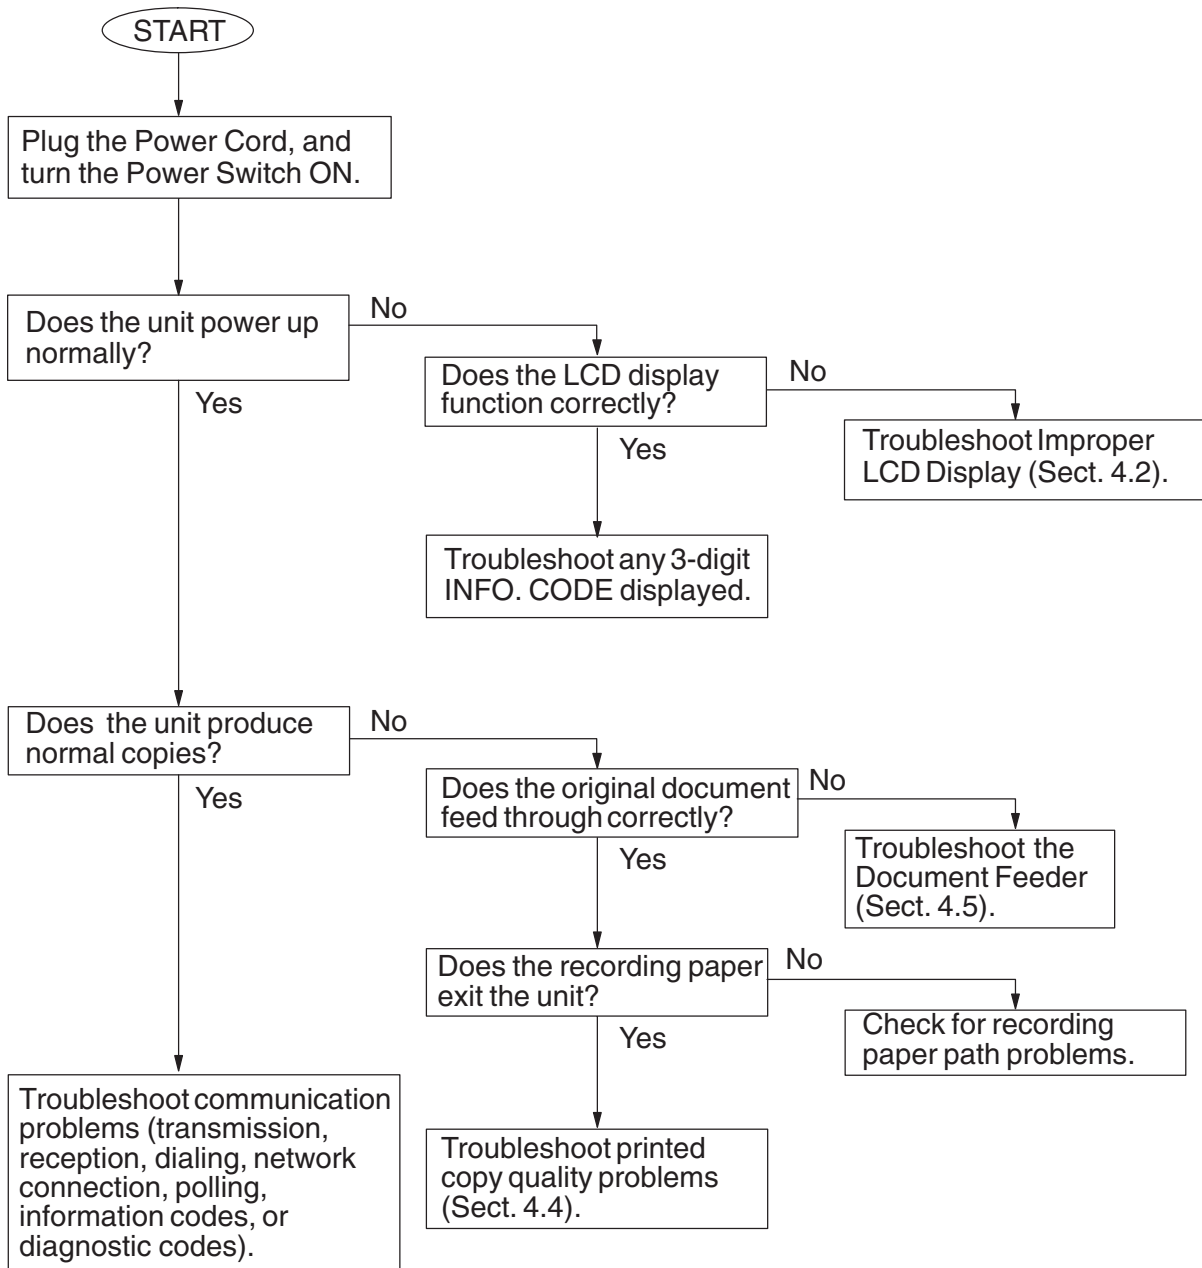 START
Plug the Power Cord, and
turn the Power Switch ON.
Does the unit power up
normally?
No
Yes
Does the LCD display
function correctly?
No
Yes
Troubleshoot Improper
LCD Display (Sect. 4.2).
Troubleshoot any 3-digit
INFO. CODE displayed.
Does the unit produce
normal copies?
No
Yes
Does the original document
feed through correctly?
No
Yes
Troubleshoot the
Document Feeder
(Sect. 4.5).
Does the recording paper
exit the unit?
No
Yes
Check for recording
paper path problems.
Troubleshoot communication
problems (transmission,
reception, dialing, network
connection, polling,
information codes, or
diagnostic codes).
Troubleshoot printed
copy quality problems
(Sect. 4.4).